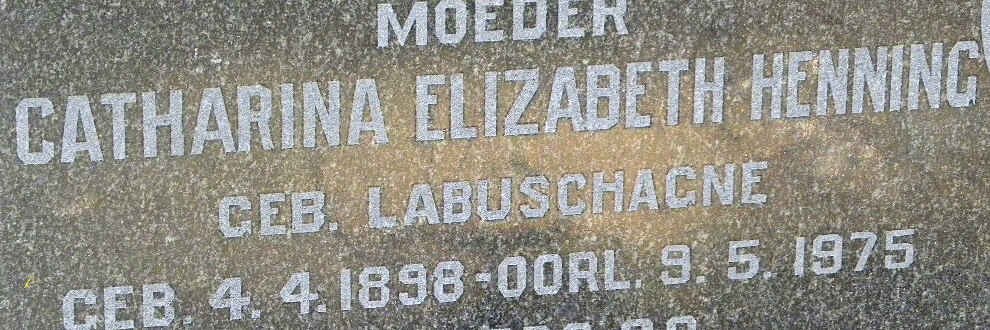 MOEDER
CATHARINA ELIZABETH HENNING
GEB. LABUSCHAGNE
GEB. 4. 4. 1898-OORL. 9. 5. 1975